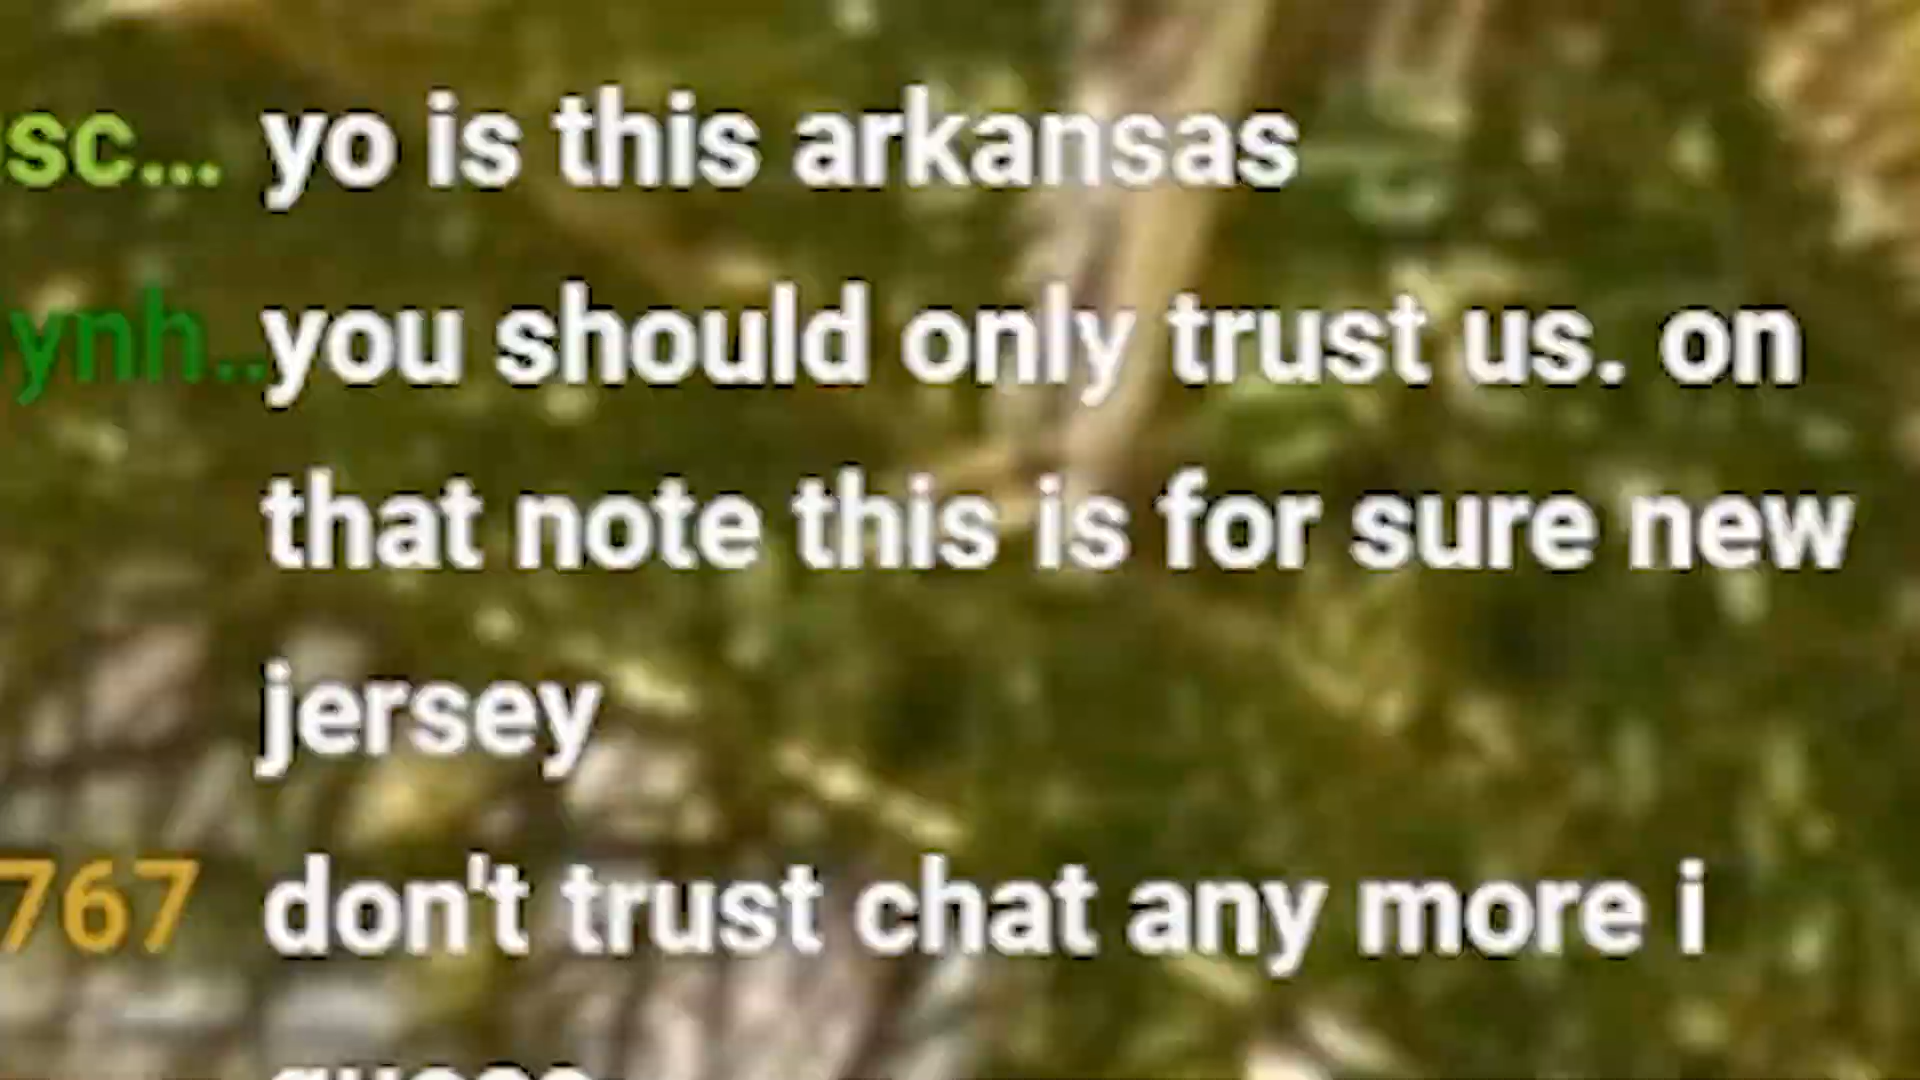 sc... yo is this arkansas
ynh.. you should only trust us. on
that note this is for sure new
jersey
767 don't trust chat any more i
guess